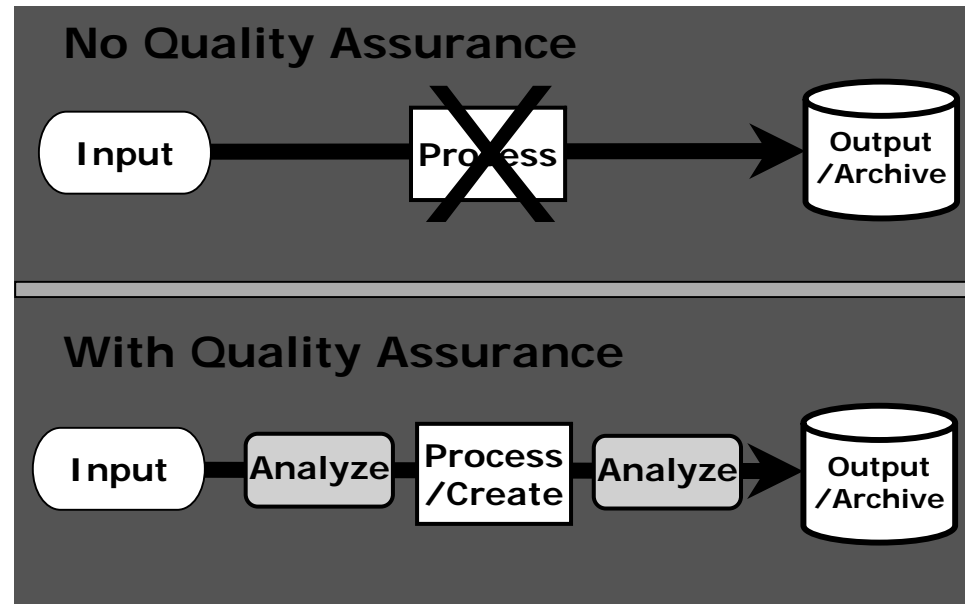 No Quality Assurance
Input
Process
Output
/Archive
With Quality Assurance
Input
Analyze
Process
/Create
Analyze
Output
/Archive